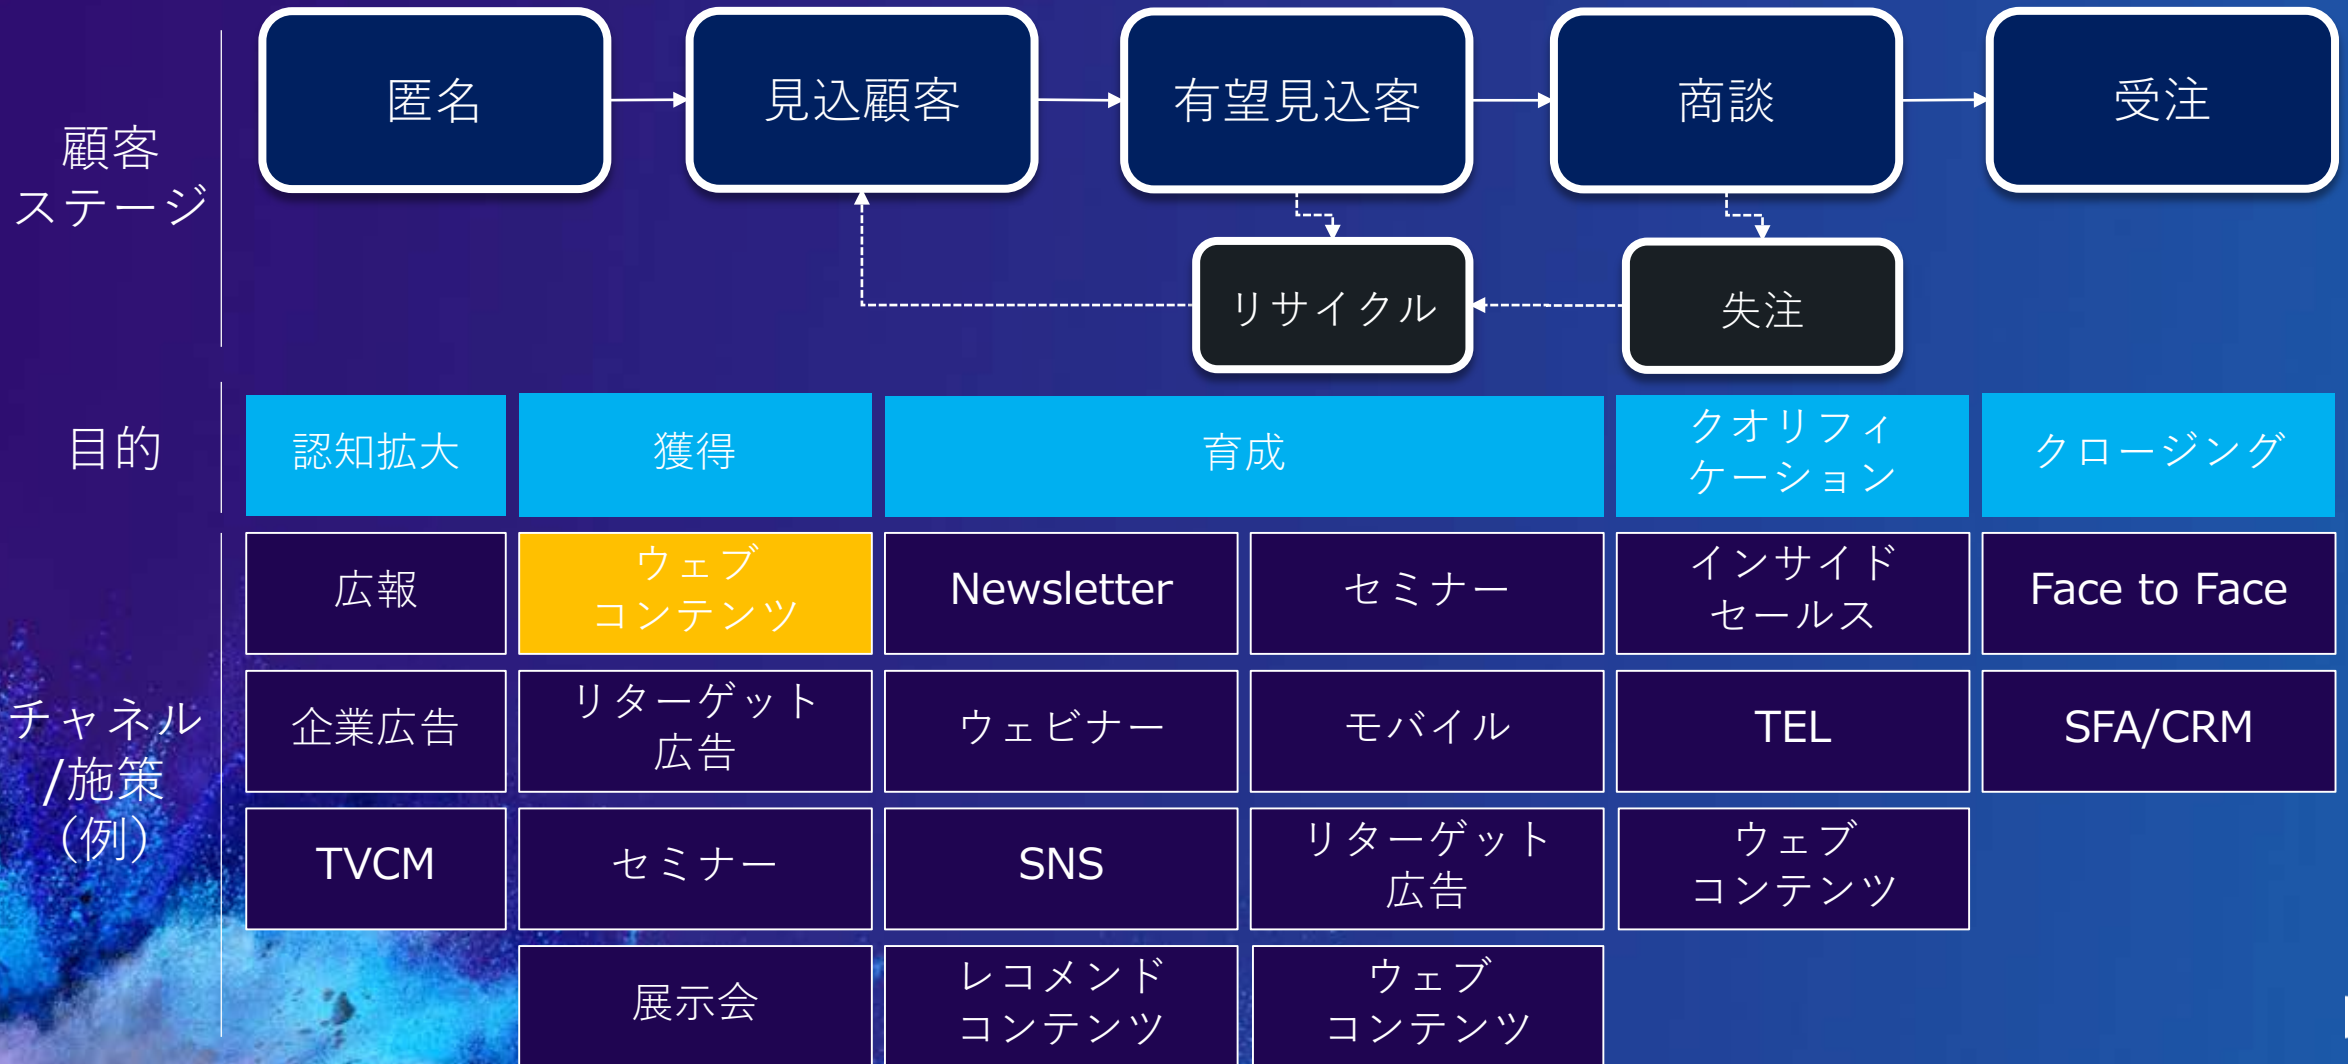 顧客
ステージ
匿名
見込顧客
有望見込客
商談
受注
リサイクル
失注
目的
認知拡大
獲得
育成
クオリフィ
ケーション
クロージング
チャネル
/施策
(例)
広報
ウェブ
コンテンツ
Newsletter
セミナー
インサイド
セールス
Face to Face
企業広告
リターゲット
広告
ウェビナー
モバイル
TEL
SFA/CRM
TVCM
セミナー
SNS
リターゲット
広告
ウェブ
コンテンツ
展示会
レコメンド
コンテンツ
ウェブ
コンテンツ